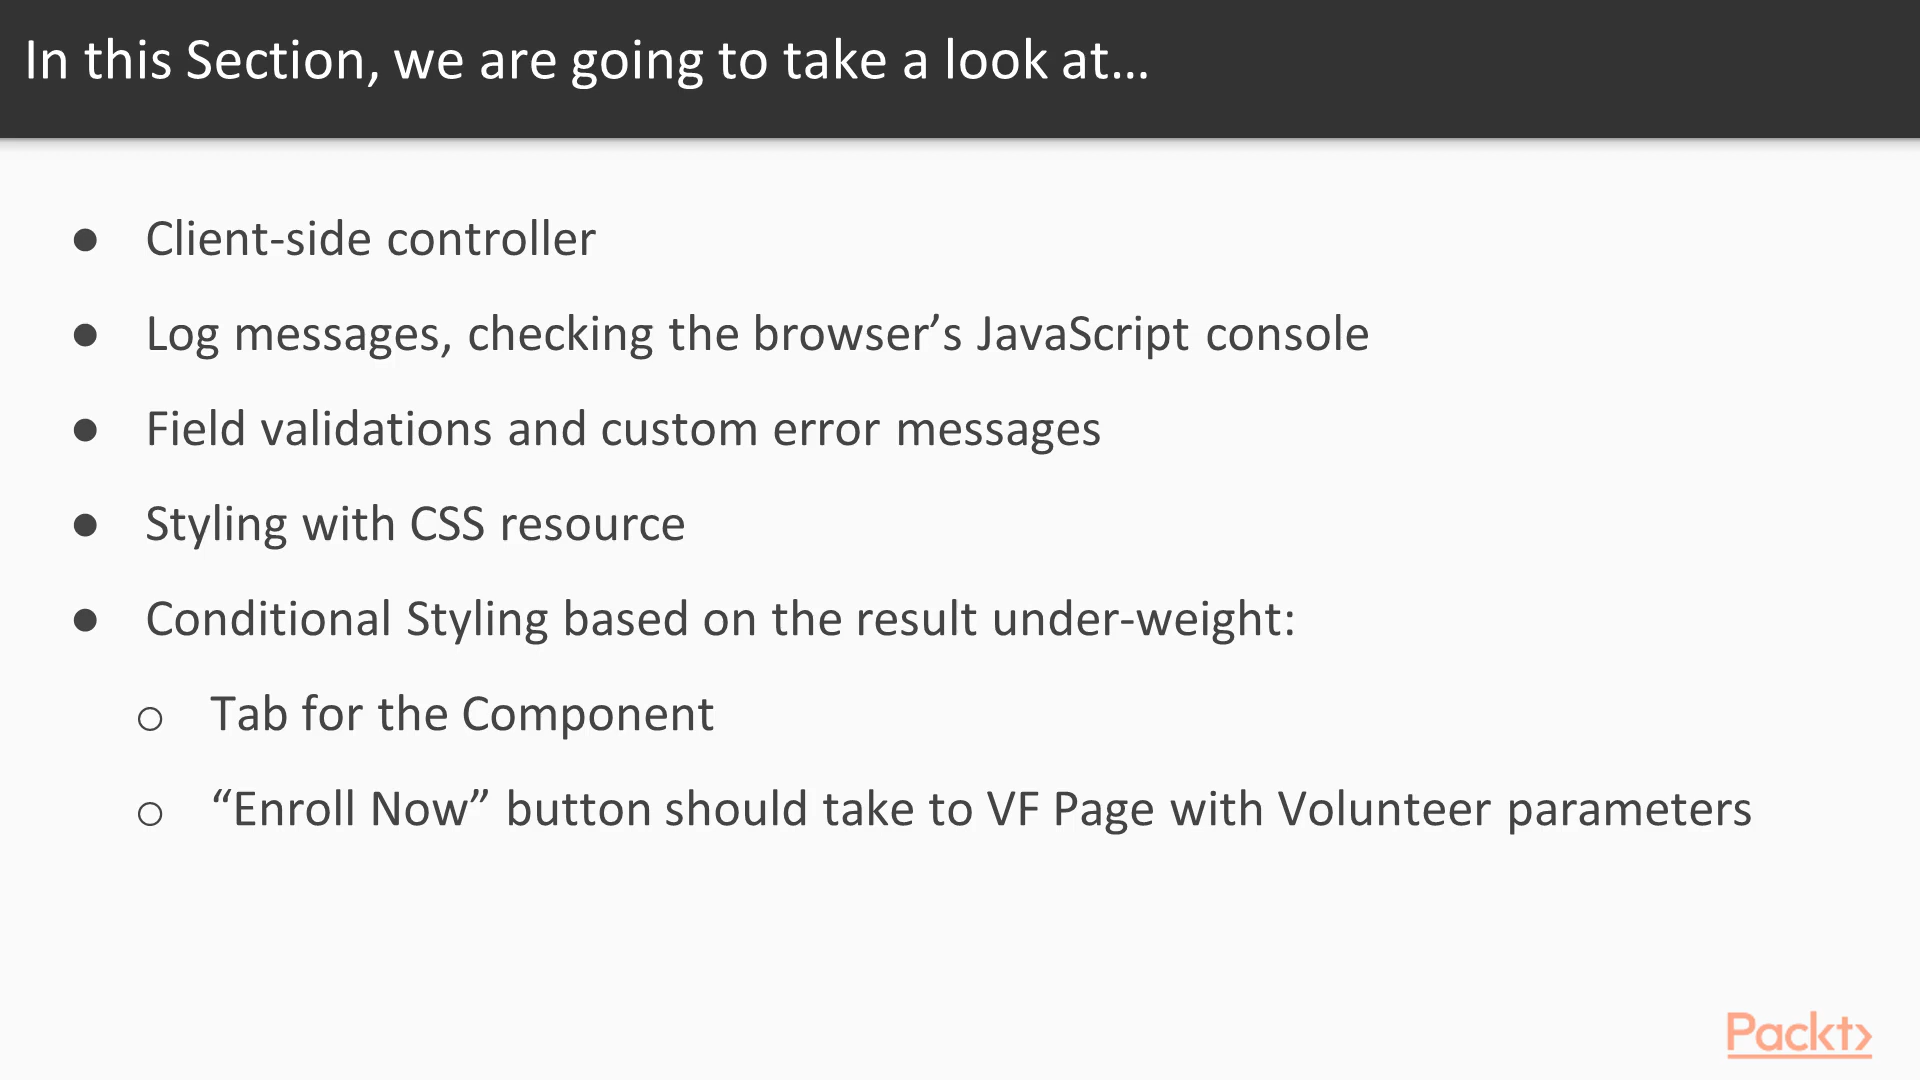 In this Section, we are going to take a look at…
● Client-side controller
● Log messages, checking the browser’s JavaScript console
● Field validations and custom error messages
● Styling with CSS resource
● Conditional Styling based on the result under-weight:
○ Tab for the Component
○ “Enroll Now” button should take to VF Page with Volunteer parameters
Packt>